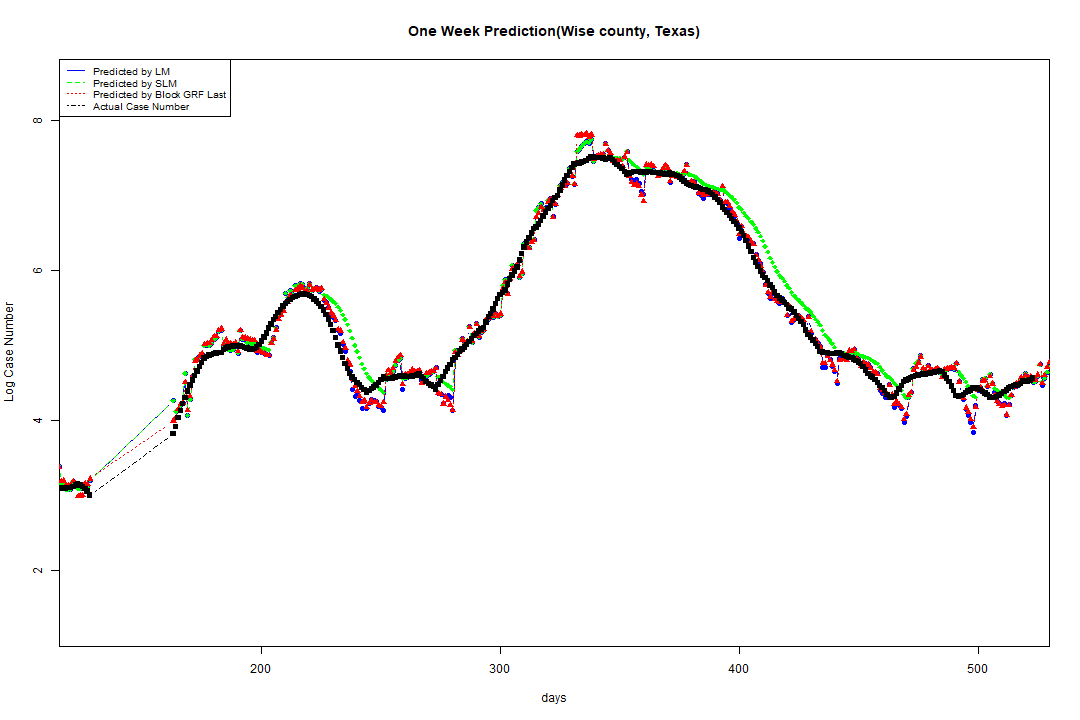 One Week Prediction(Wise county, Texas)
Predicted by LM
Predicted by SLM
Predicted by Block GRF Last
Actual Case Number
8
6
4
2
Log Case Number
200 300 400 500
days